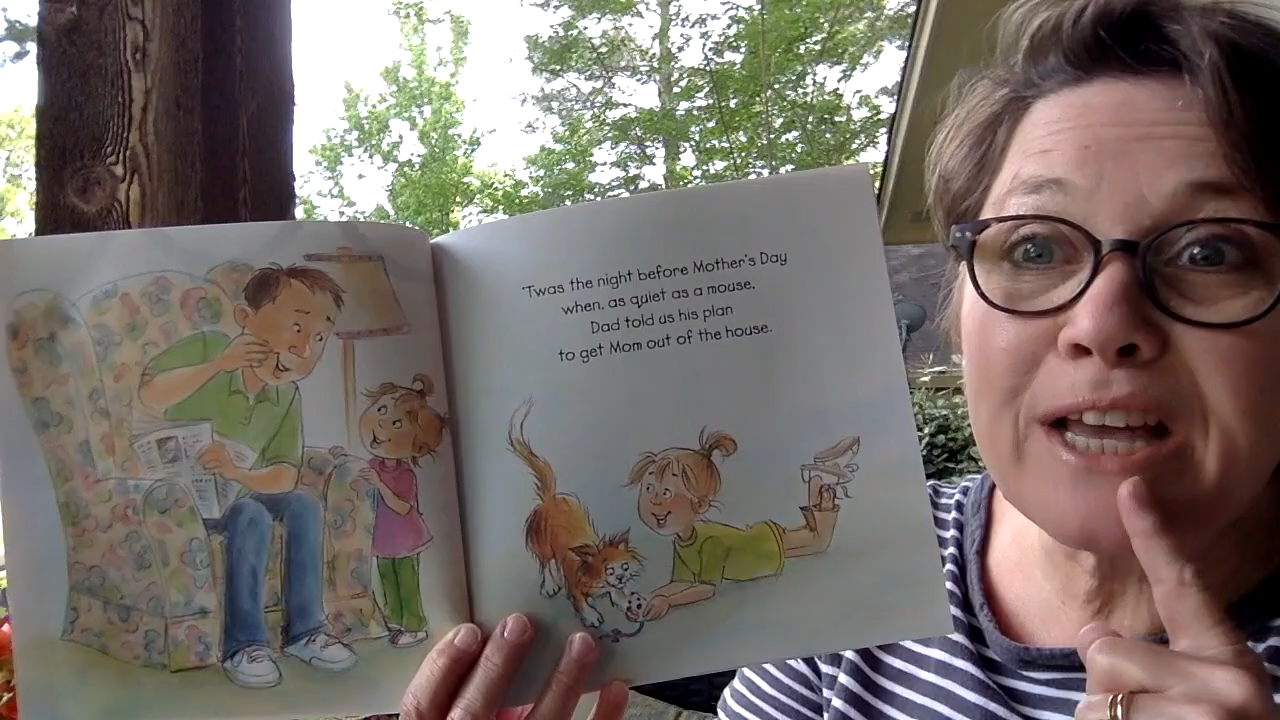 'Twas the night before Mother's Day
when, as quiet as a mouse,
Dad told us his plan
to get Mom out of the house.